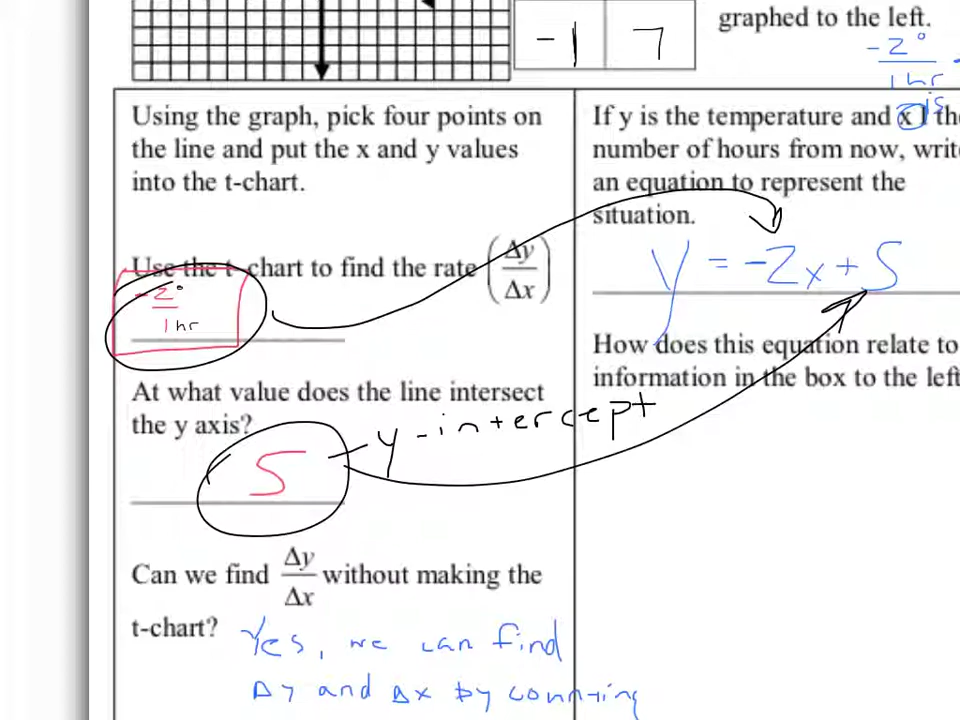 -1 7
graphed to the left.
-2°
1hr
Using the graph, pick four points on
the line and put the x and y values
into the t-chart.
Use the t-chart to find the rate (Δy/Δx)
-2°
1hr
At what value does the line intersect
the y axis?
5
y-intercept
Can we find Δy/Δx without making the
t-chart? Yes, we can find
Δy and Δx by counting
If y is the temperature and x is the
number of hours from now, write
an equation to represent the
situation.
y = -2x + 5
How does this equation relate to
information in the box to the left